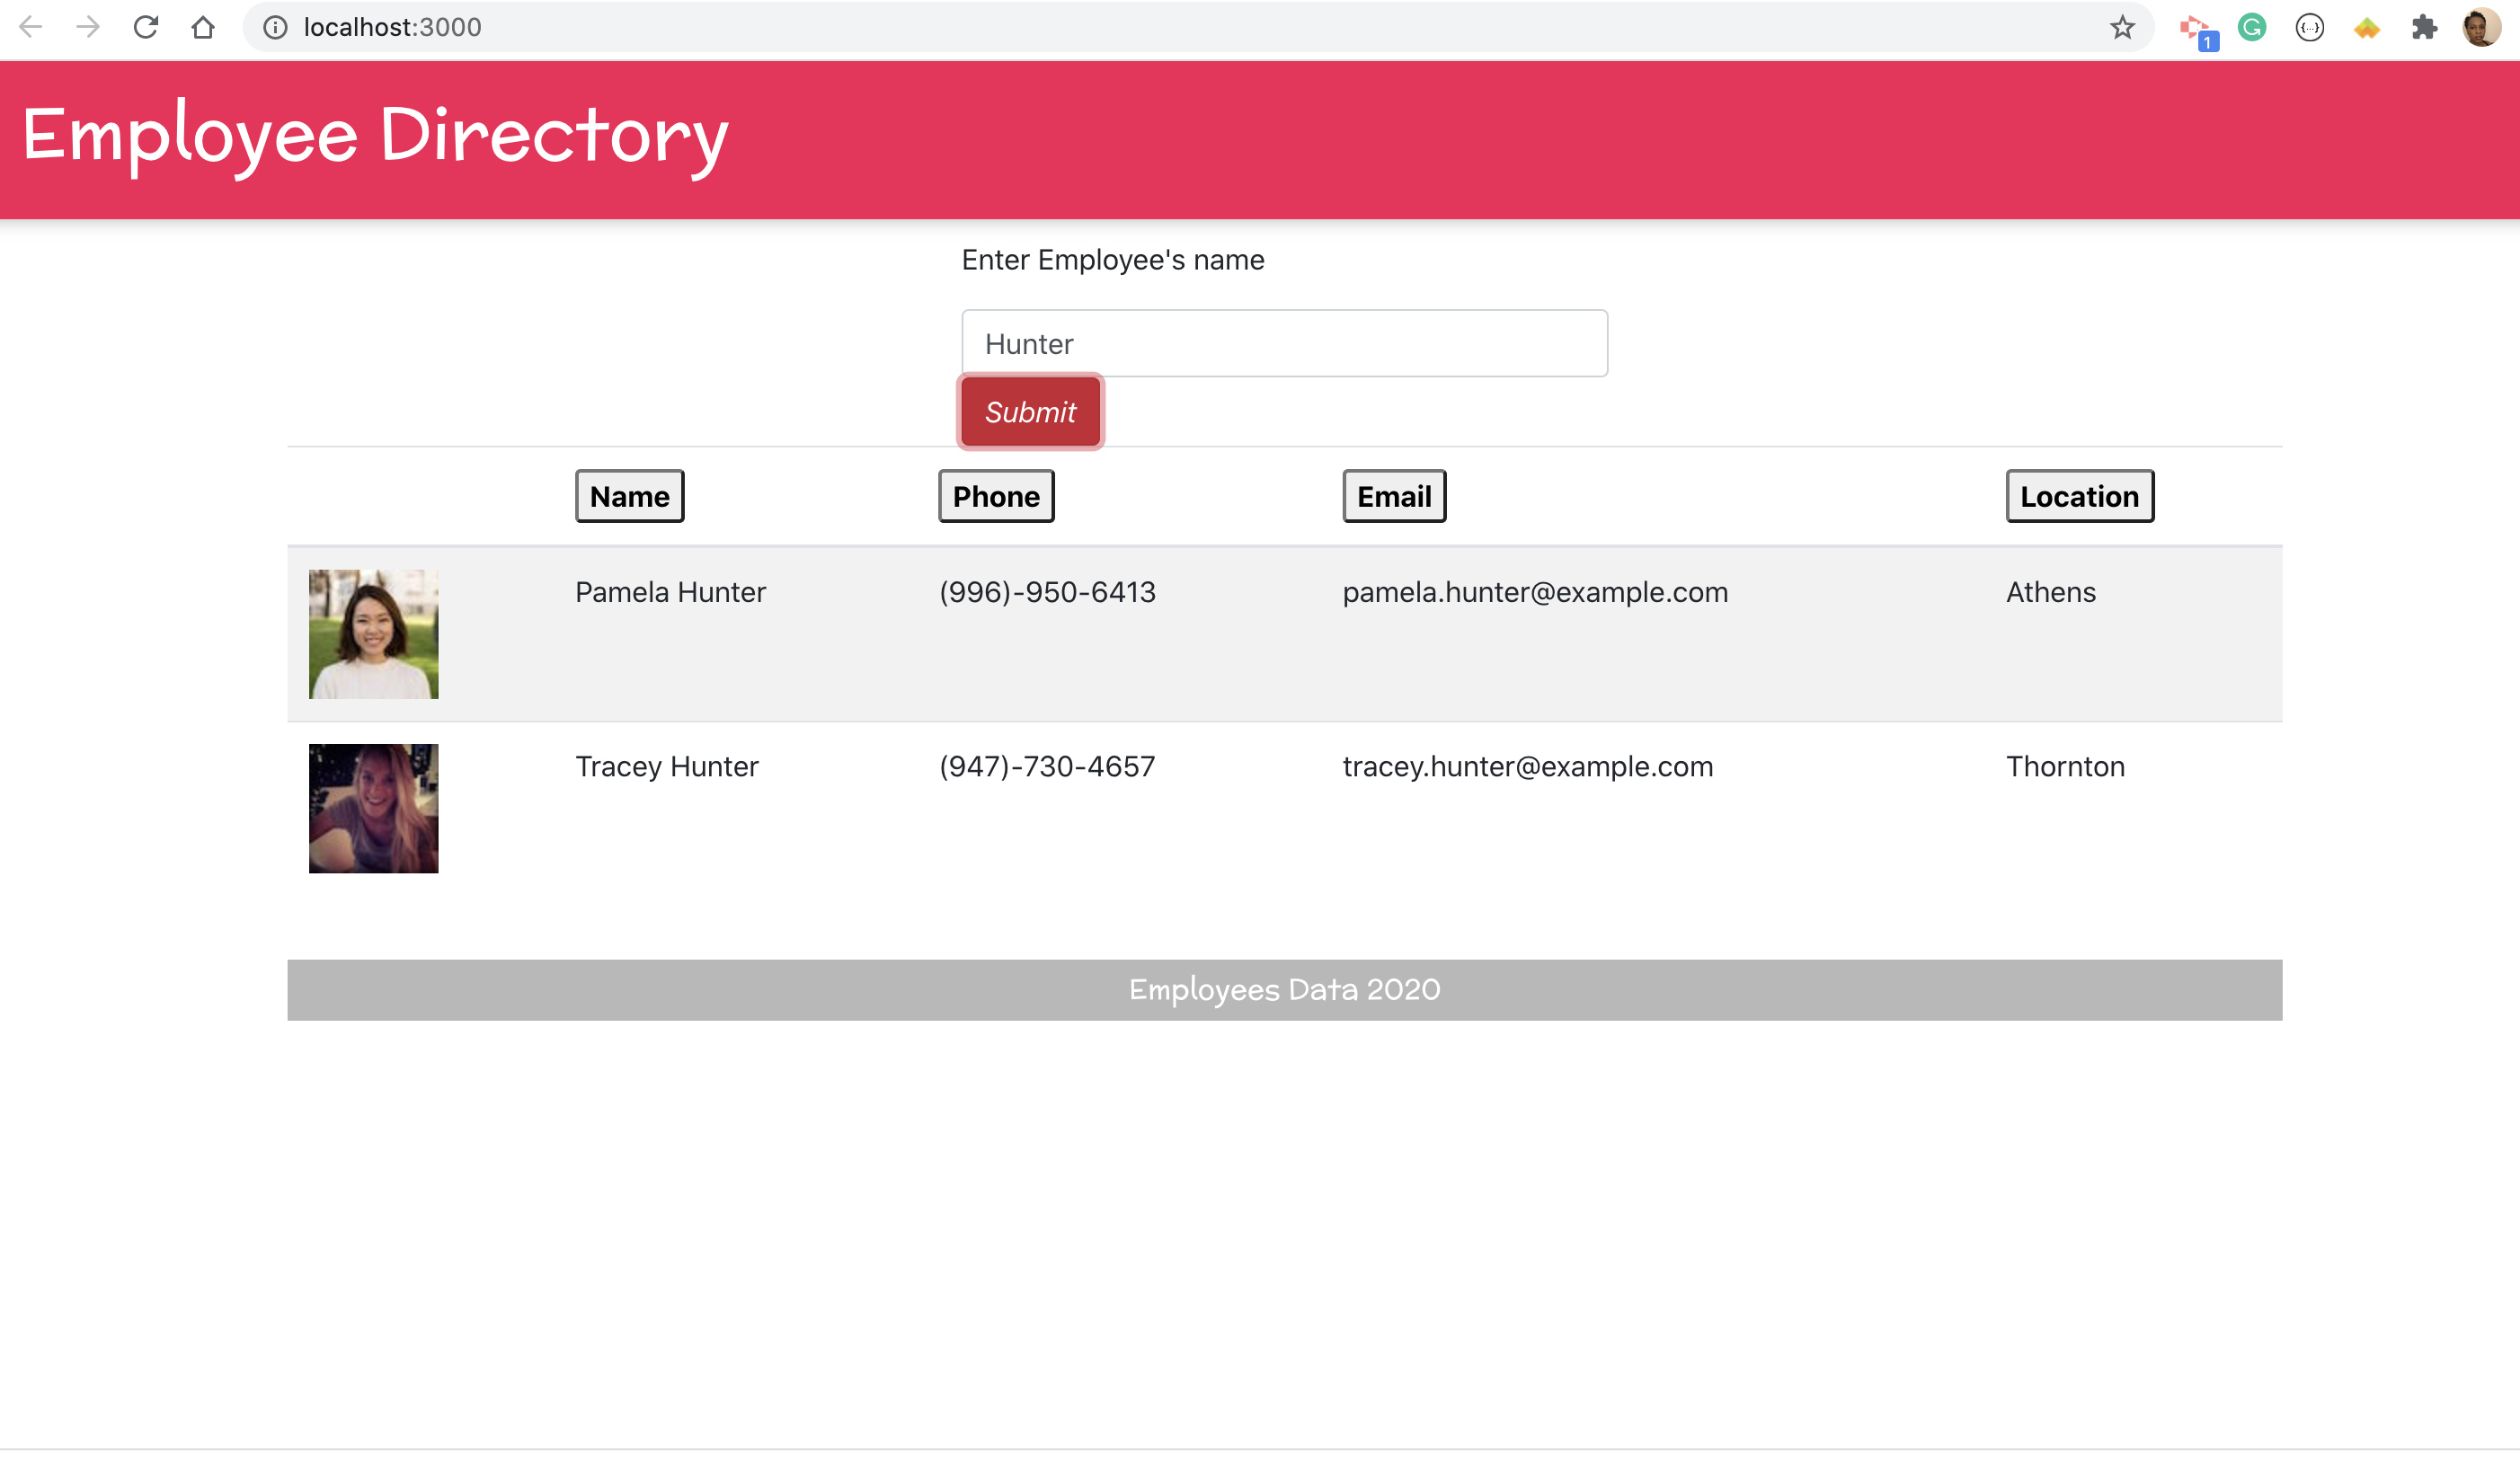 localhost:3000
1
Employee Directory
Enter Employee's name
Hunter
Submit
Name Phone Email Location
Pamela Hunter (996)-950-6413 pamela.hunter@example.com Athens
Tracey Hunter (947)-730-4657 tracey.hunter@example.com Thornton
Employees Data 2020